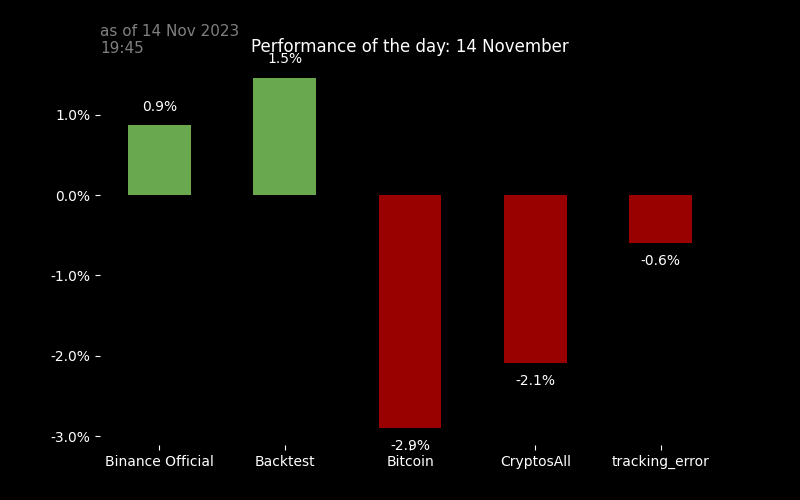 as of 14 Nov 2023
19:45
Performance of the day: 14 November
1.5%
0.9%
1.0%
0.0%
-0.6%
-1.0%
-2.0%
-2.1%
-3.0%
-2.9%
Binance Official
Backtest
Bitcoin
CryptosAll
tracking_error